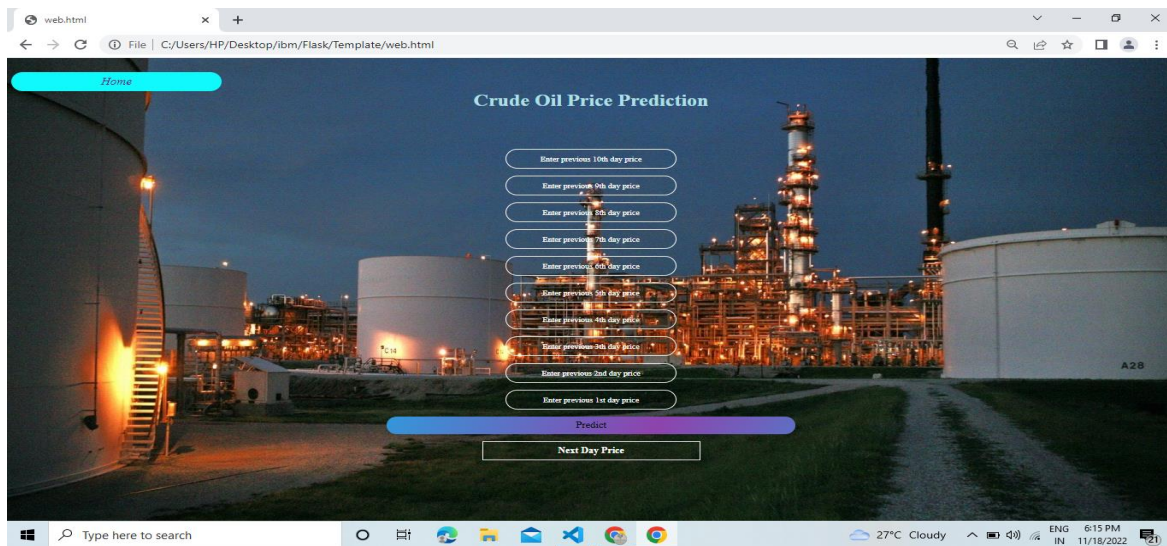 web.html
File | C:/Users/HP/Desktop/ibm/Flask/Template/web.html
Home
Crude Oil Price Prediction
Enter previous 10th day price
Enter previous 9th day price
Enter previous 8th day price
Enter previous 7th day price
Enter previous 6th day price
Enter previous 5th day price
Enter previous 4th day price
Enter previous 3th day price
C14
Enter previous 2nd day price
A28
Enter previous 1st day price
Predict
Next Day Price
Type here to search
27°C Cloudy
ENG
IN
6:15 PM
11/18/2022
21